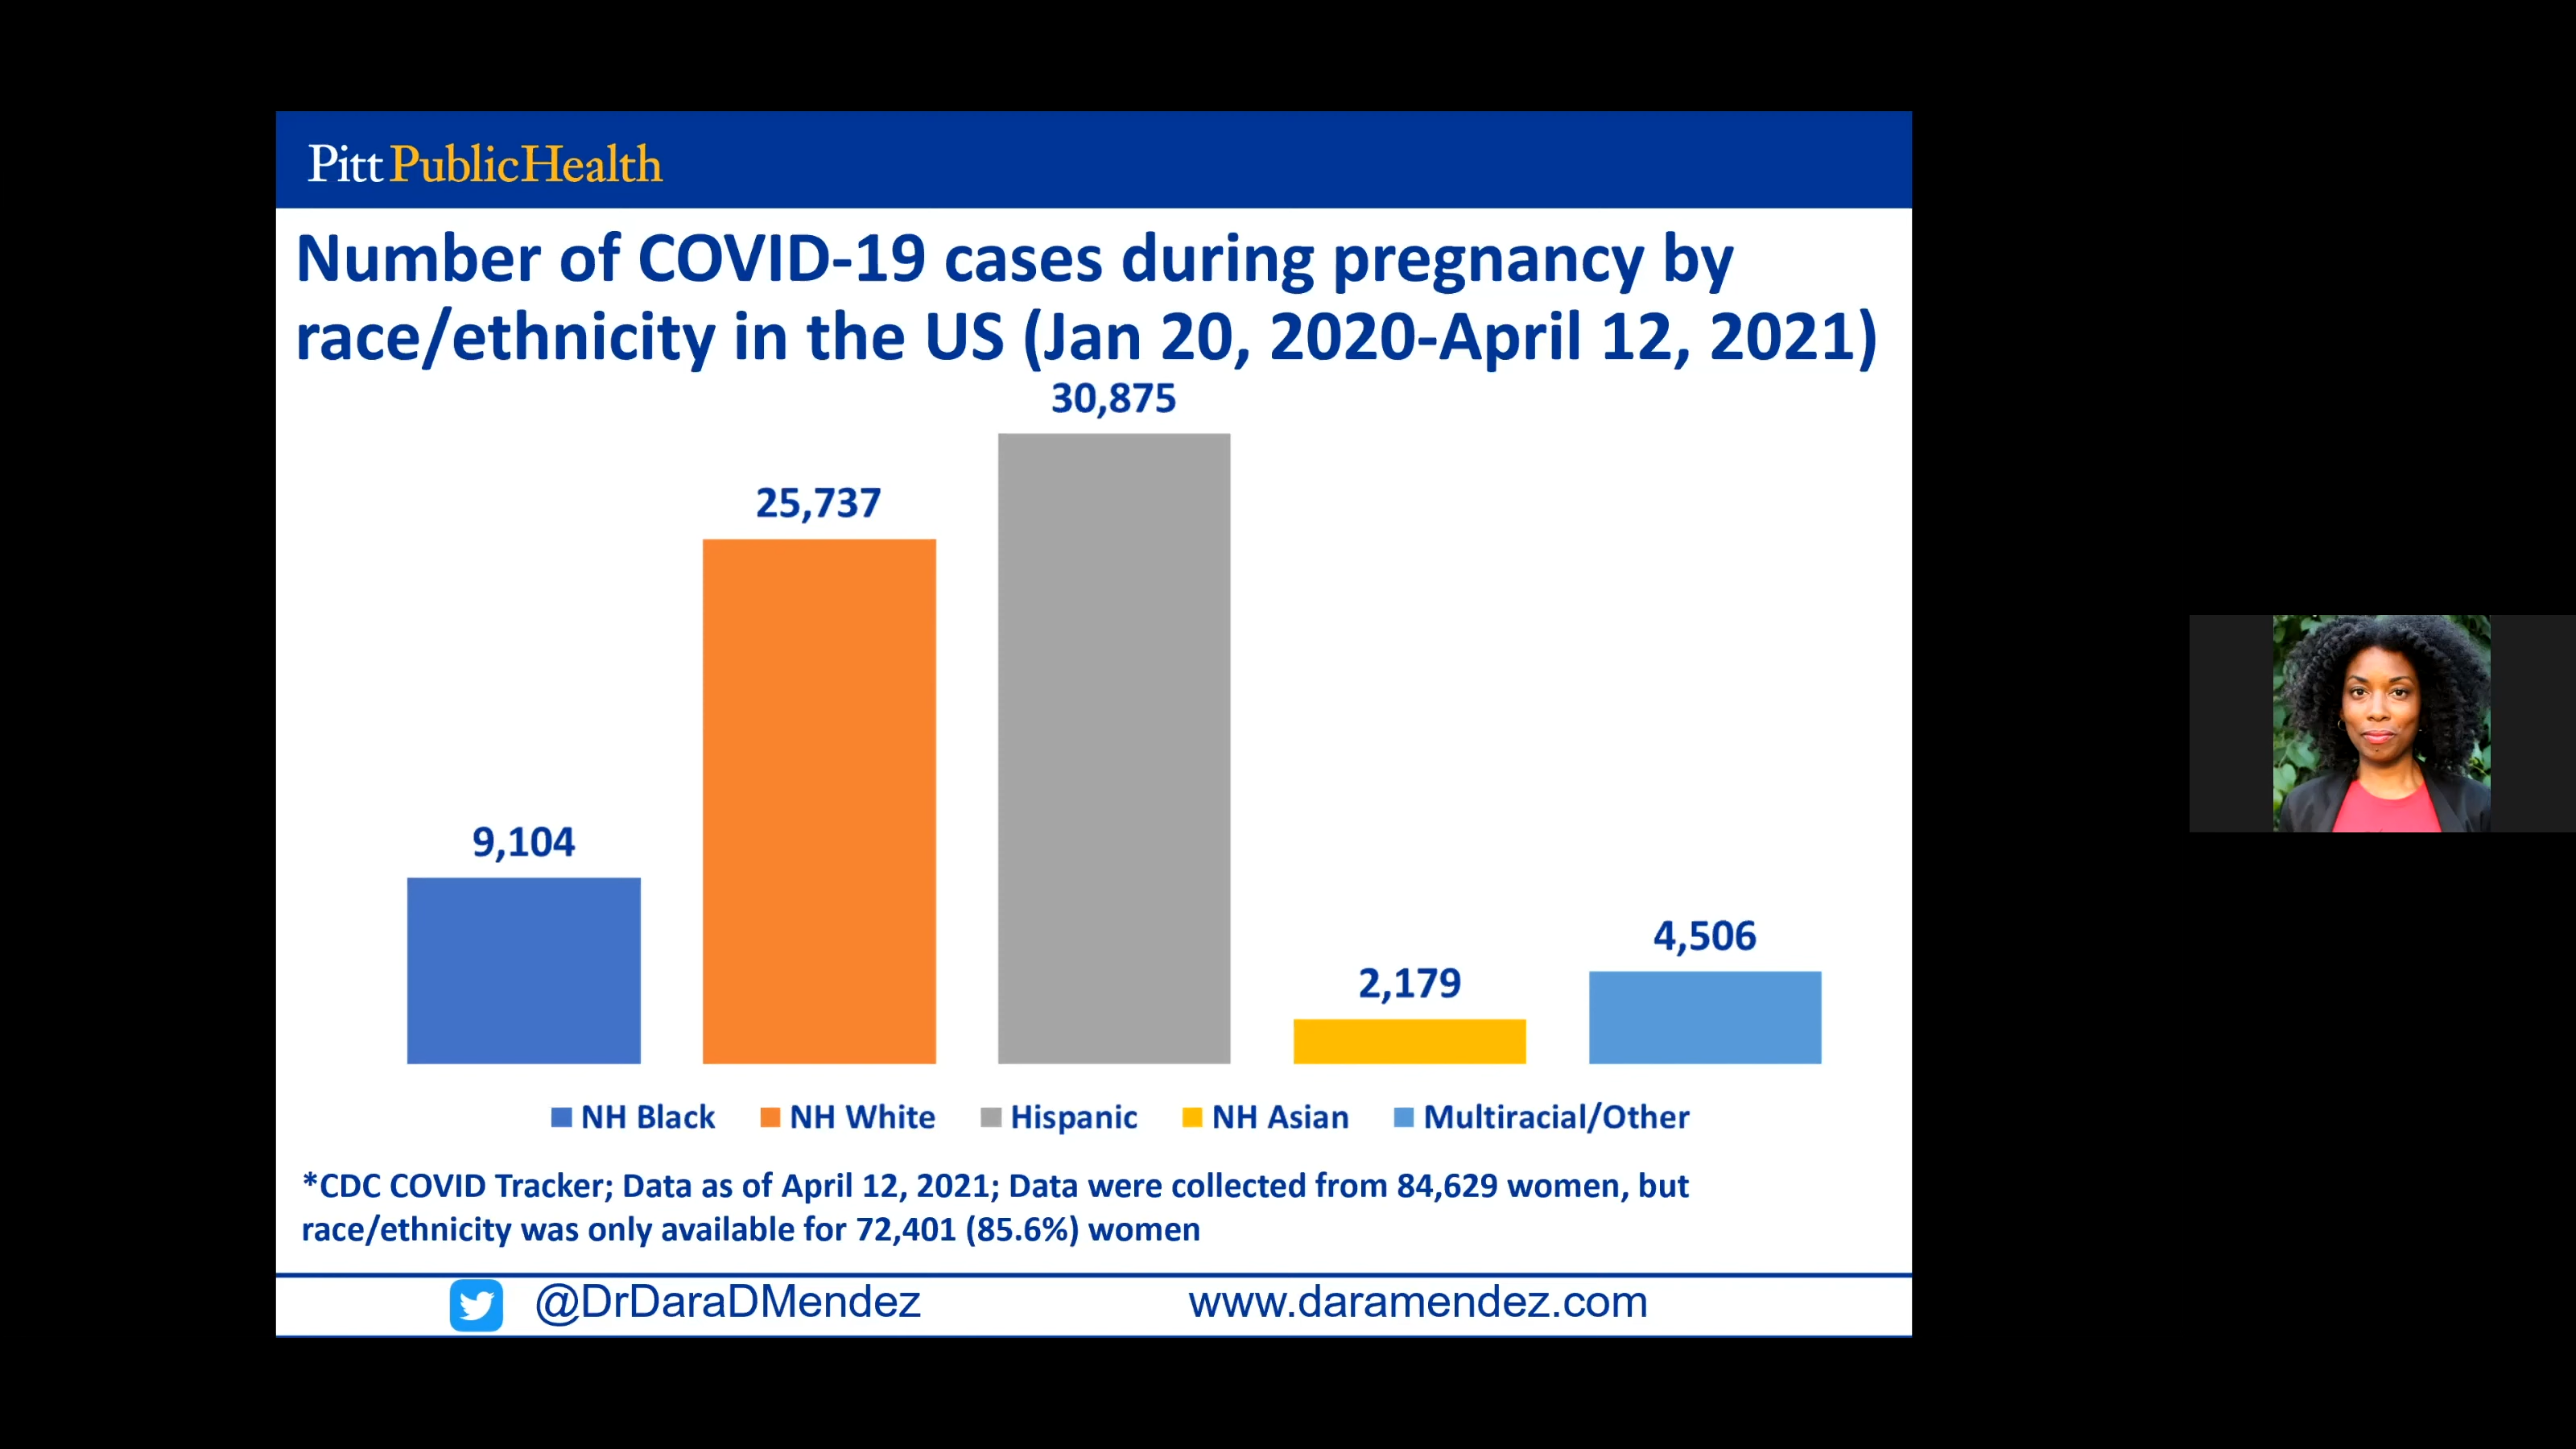 Pitt PublicHealth
Number of COVID-19 cases during pregnancy by
race/ethnicity in the US (Jan 20, 2020-April 12, 2021)
30,875
25,737
9,104
4,506
2,179
NH Black NH White Hispanic NH Asian Multiracial/Other
*CDC COVID Tracker; Data as of April 12, 2021; Data were collected from 84,629 women, but
race/ethnicity was only available for 72,401 (85.6%) women
@DrDaraDMendez www.daramendez.com